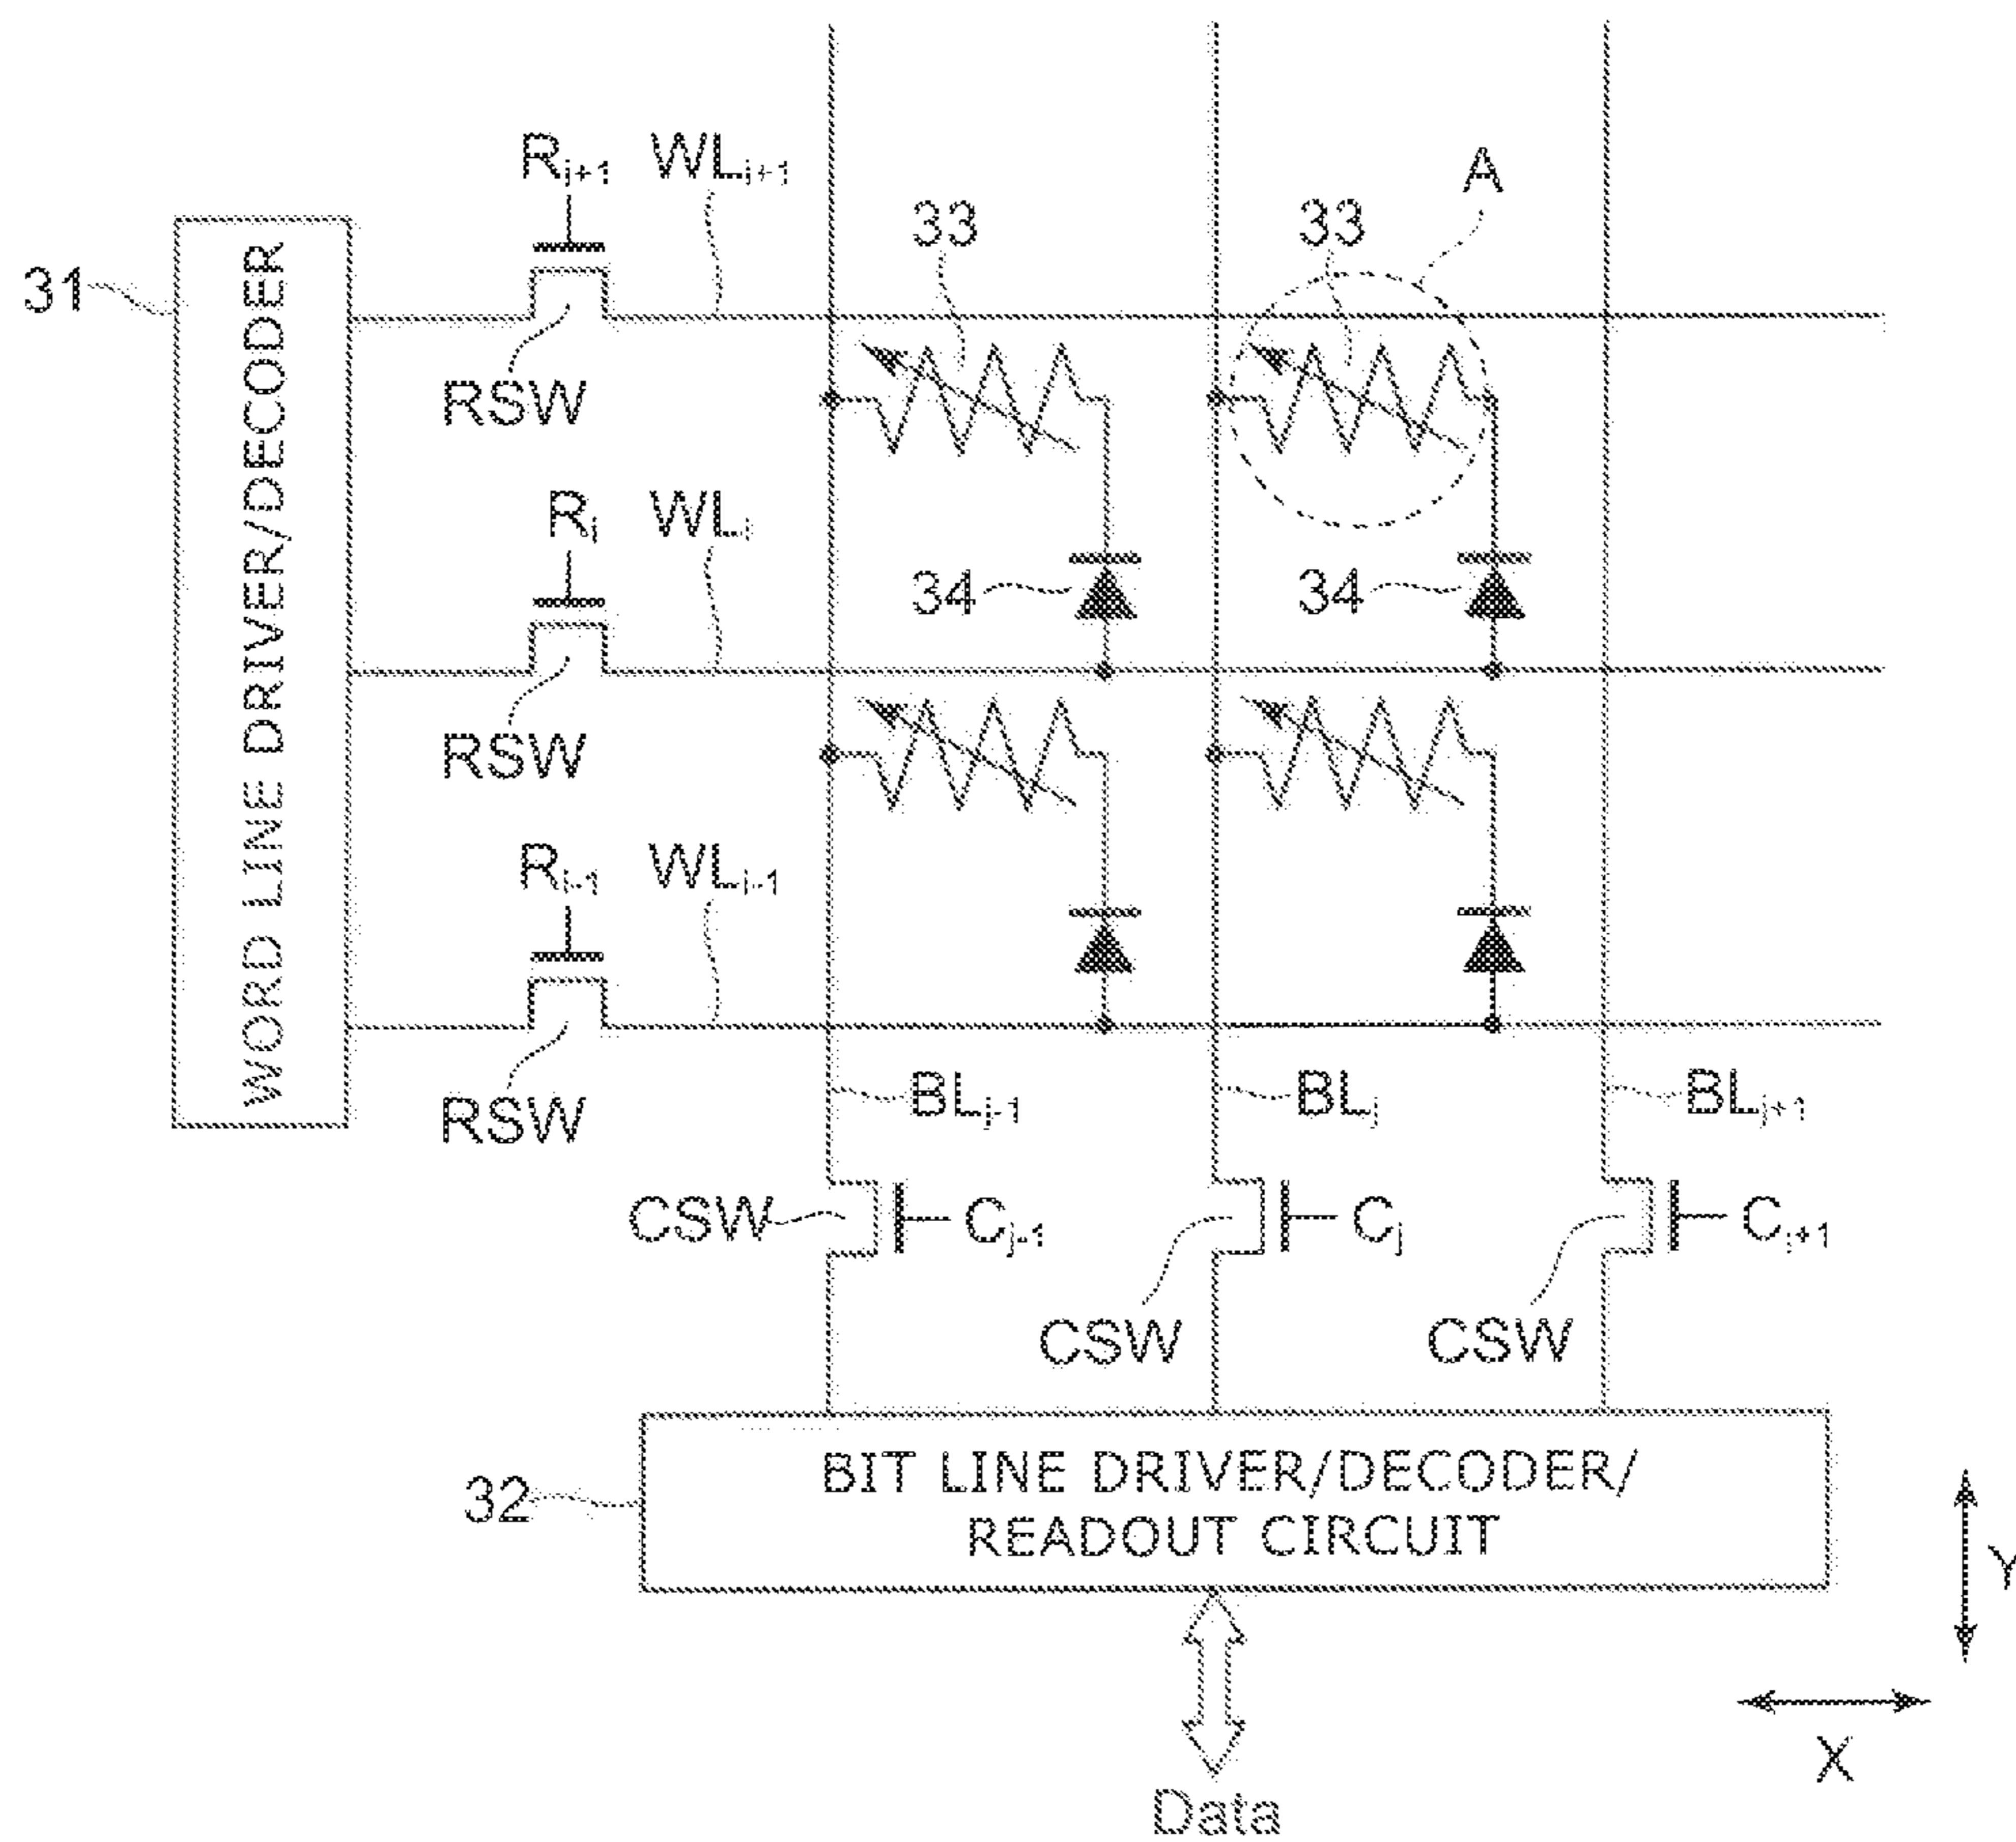 R_{i+1} WL_{i+1}
A
33 33
31
WORD LINE DRIVER/DECODER
RSW
R_i WL_i
34 34
RSW
R_{i-1} WL_{i-1}
RSW
BL_{j-1} BL_j BL_{j+1}
CSW C_{j-1} C_j C_{j+1}
CSW CSW
32
BIT LINE DRIVER/DECODER/
READOUT CIRCUIT
Y
X
Data